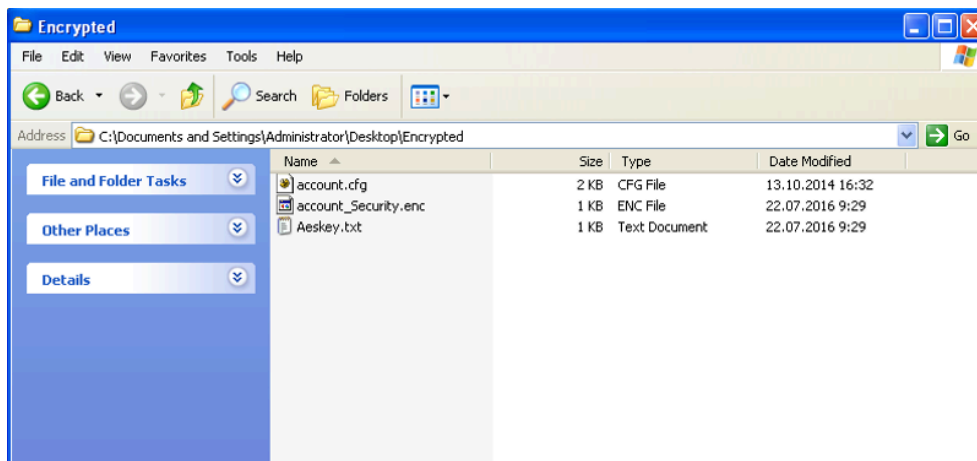 Encrypted
File Edit View Favorites Tools Help
Back Search Folders
Address C:\Documents and Settings\Administrator\Desktop\Encrypted Go
Name Size Type Date Modified
File and Folder Tasks
account.cfg 2 KB CFG File 13.10.2014 16:32
account_Security.enc 1 KB ENC File 22.07.2016 9:29
Aeskey.txt 1 KB Text Document 22.07.2016 9:29
Other Places
Details